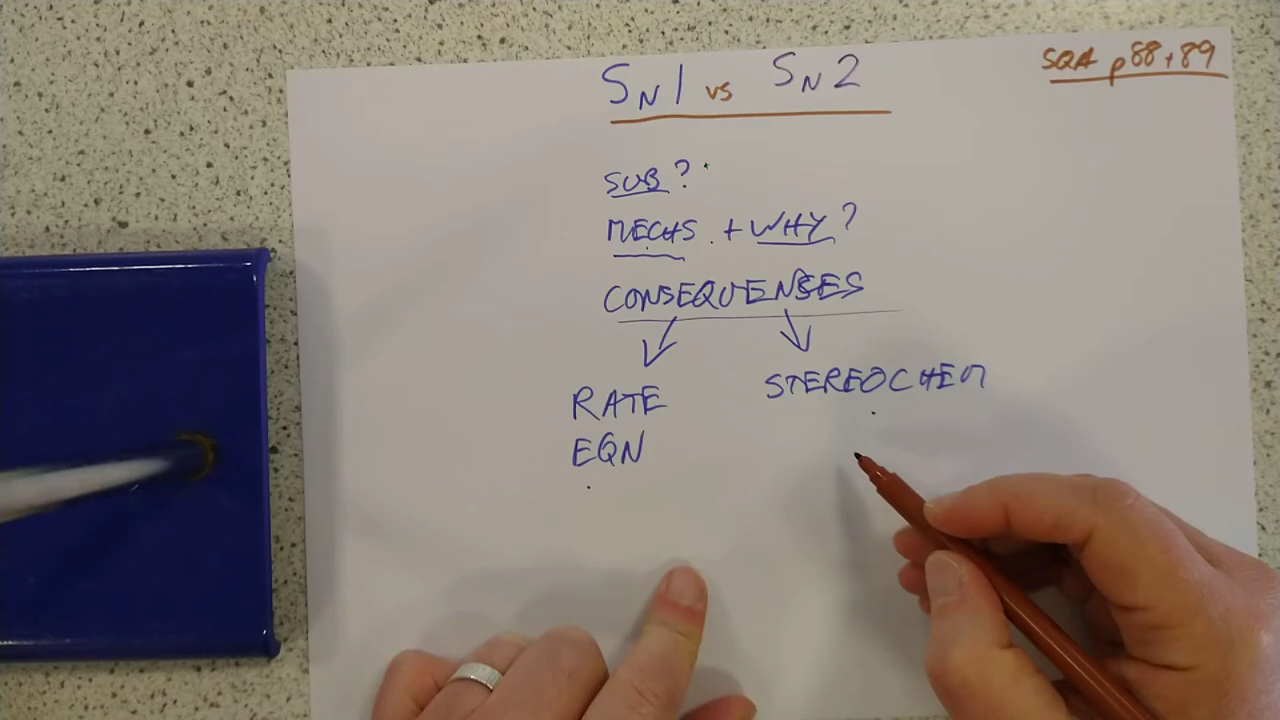 SN1 vs SN2
SQA p88+89
SUB?
MECHS + WHY?
CONSEQUENSES
RATE
EQN
STEREOCHEM